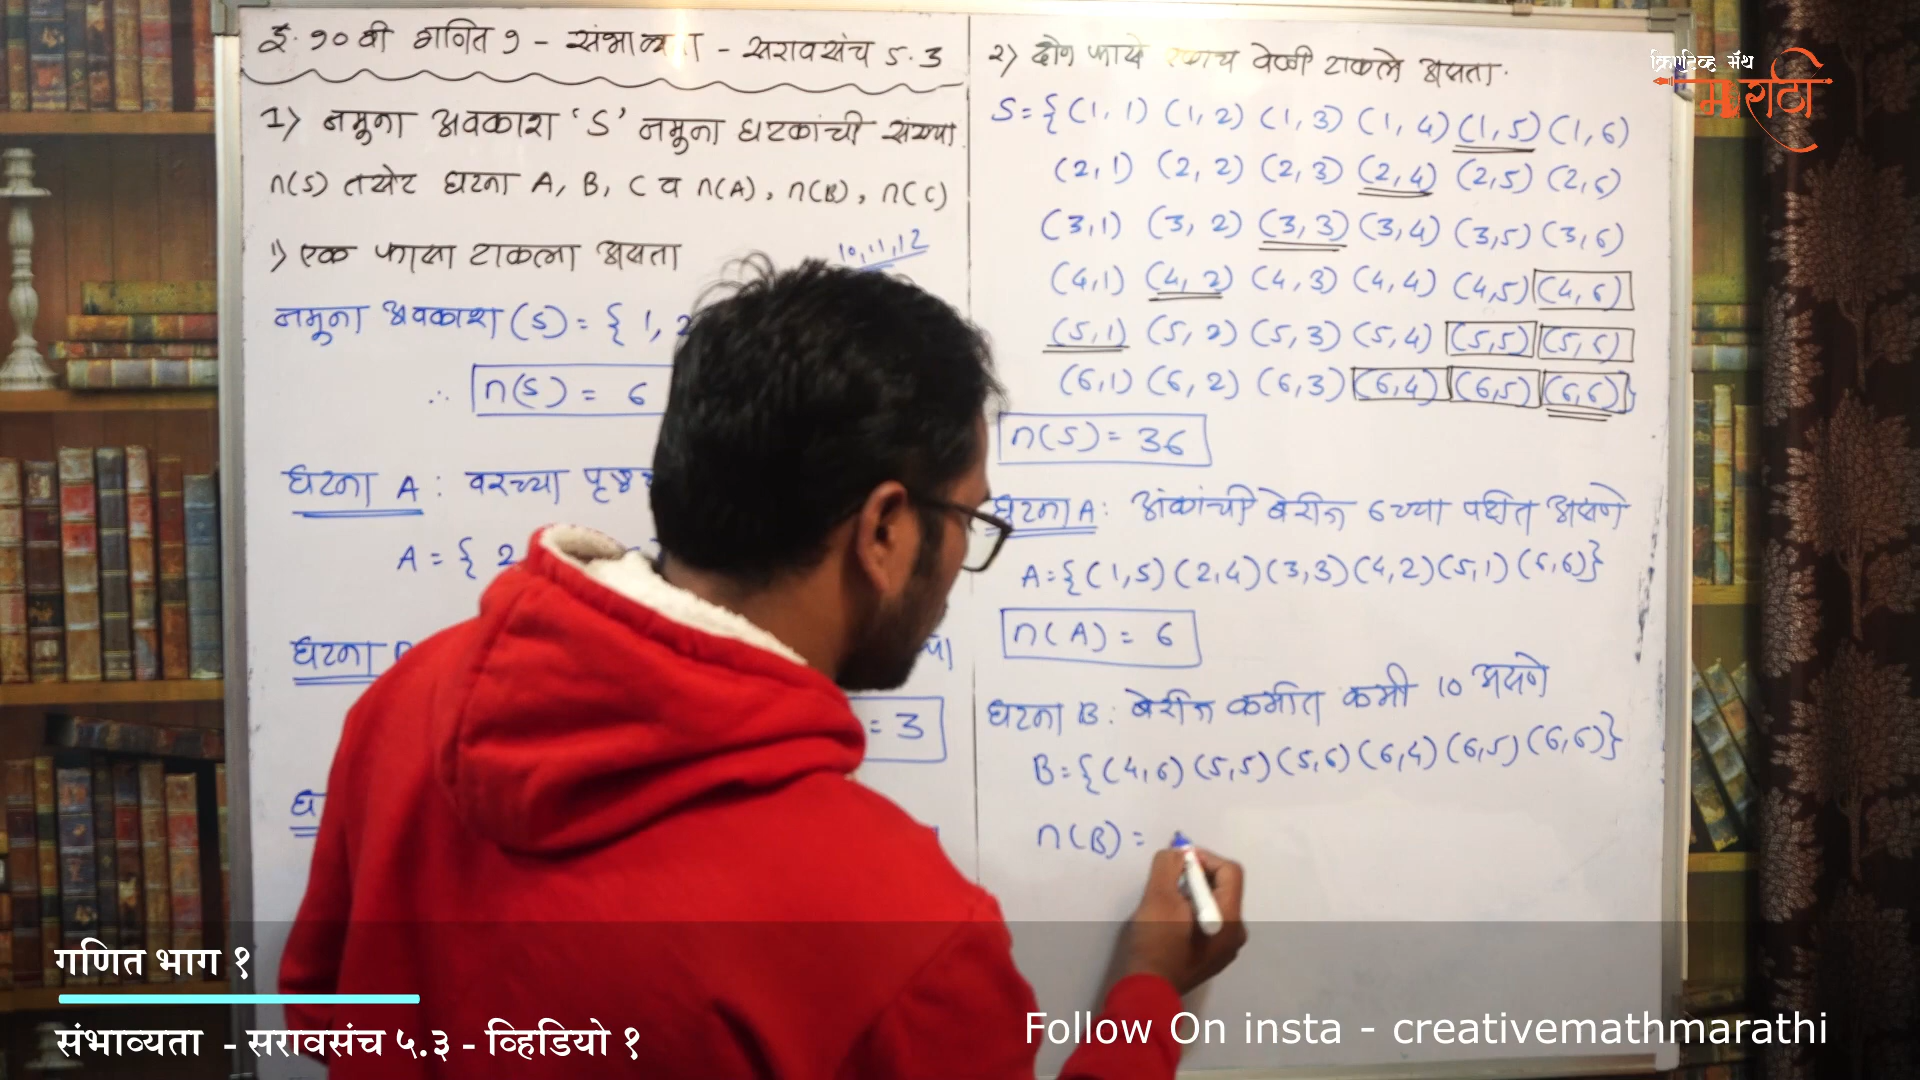 इ. १० वी गणित १ - संभाव्यता - सरावसंच ५.३
1) नमुना अवकाश 'S' नमुना घटकांची संख्या
n(S) तसेच घटना A, B, C व n(A), n(B), n(C)
1) एक फासा टाकला असता
10, 11, 12
नमुना अवकाश (S) = { 1, 2
∴ n(S) = 6
घटना A : वरच्या
A = { 2
घटना
= 3
२) दोन फासे एकाच वेळी टाकले असता.
S = { (1, 1) (1, 2) (1, 3) (1, 4) (1, 5) (1, 6)
(2, 1) (2, 2) (2, 3) (2, 4) (2,5) (2,6)
(3,1) (3, 2) (3, 3) (3,4) (3,5) (3,6)
(4,1) (4, 2) (4, 3) (4, 4) (4,5) (4,6)
(5,1) (5, 2) (5, 3) (5,4) (5,5) (5,6)
(6,1) (6, 2) (6,3) (6,4) (6,5) (6,6)}
n(S) = 36
घटना A: अंकांची बेरीज 6 च्या पटीत असणे
A = { (1,5) (2,4) (3,3) (4,2) (5,1) (6,6)}
n(A) = 6
घटना B : बेरीज कमीत कमी 10 असणे
B = {(4,6) (5,5) (5,6) (6,4) (6,5) (6,6)}
n(B) =
क्रिएटिव्ह मॅथ
मराठी
गणित भाग १
संभाव्यता - सरावसंच ५.३ - व्हिडियो १
Follow On insta - creativemathmarathi